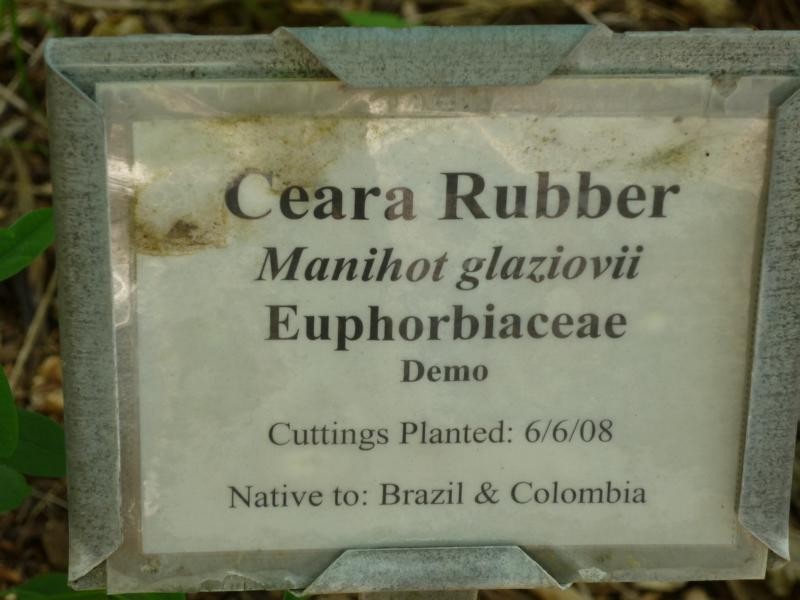 Ceara Rubber
Manihot glaziovii
Euphorbiaceae
Demo
Cuttings Planted: 6/6/08
Native to: Brazil & Colombia